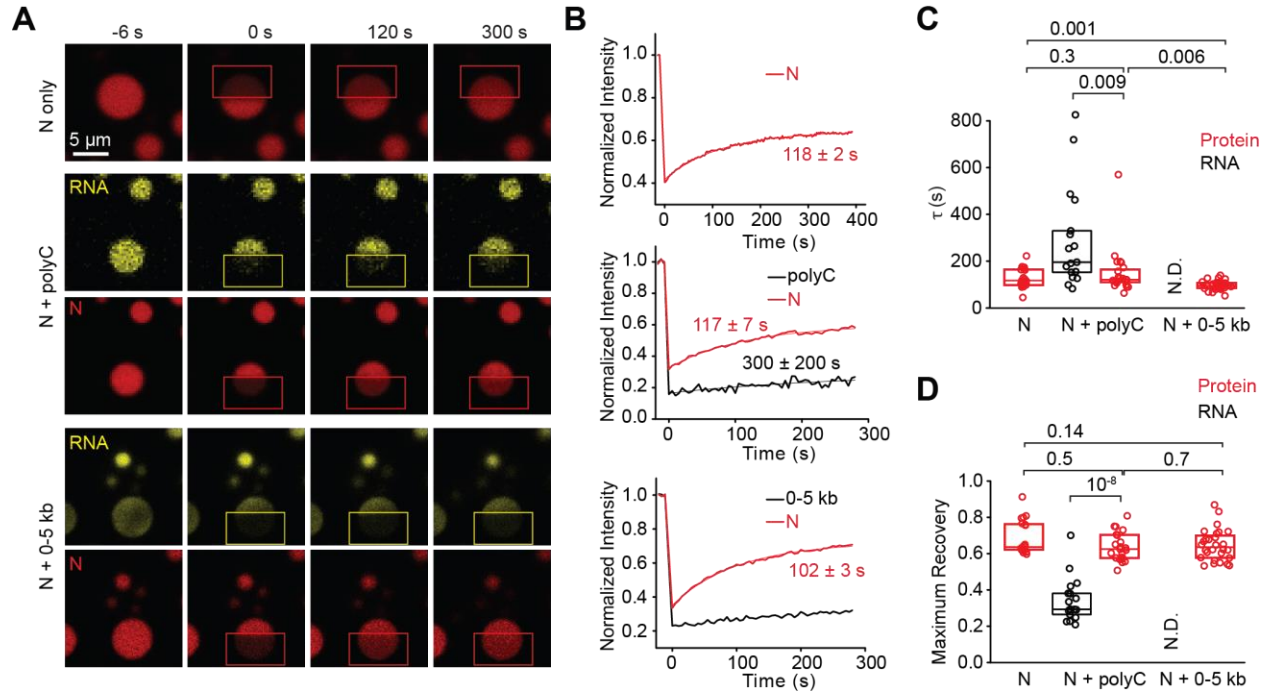 A
-6 s 0 s 120 s 300 s
N only
5 µm
N + polyC
RNA
N
N + 0-5 kb
RNA
N
B
Normalized Intensity
1.0
0.8
0.6
0.4
N
118 ± 2 s
0 100 200 300 400
Time (s)
Normalized Intensity
1.0
0.8
0.6
0.4
0.2
0.0
polyC
N
117 ± 7 s
300 ± 200 s
0 100 200 300
Time (s)
Normalized Intensity
1.0
0.8
0.6
0.4
0.2
0-5 kb
N
102 ± 3 s
0 100 200 300
Time (s)
C
0.001
0.3 0.006
0.009
Protein
RNA
τ (s)
800
600
400
200
0
N.D.
N N + polyC N + 0-5 kb
D
Protein
RNA
0.14
0.5 0.7
10⁻⁸
Maximum Recovery
1.0
0.8
0.6
0.4
0.2
0.0
N.D.
N N + polyC N + 0-5 kb